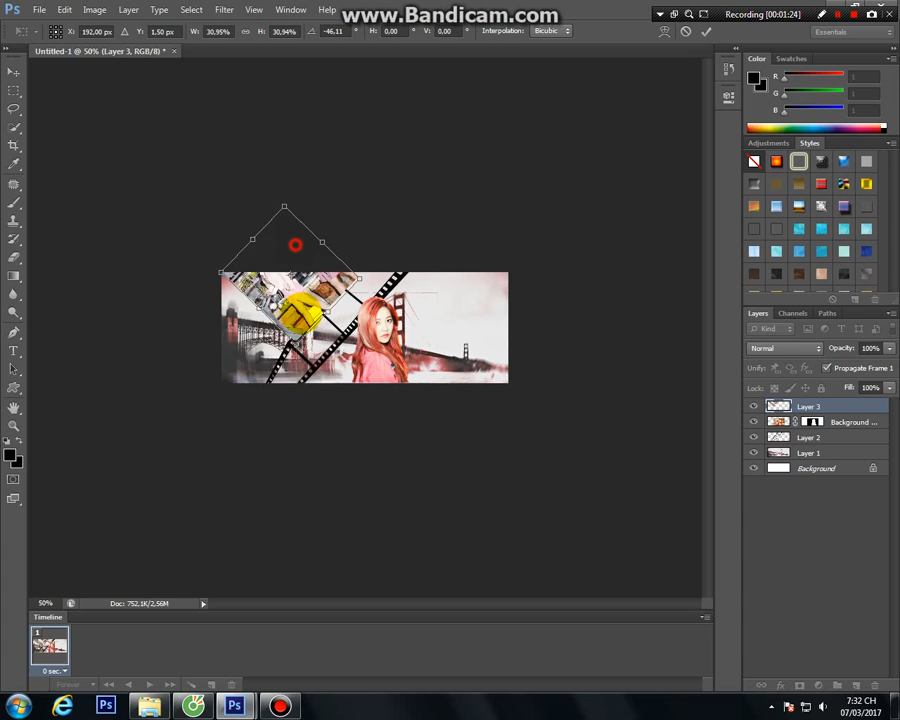 www.Bandicam.com
Recording [00:01:24]
Ps File Edit Image Layer Type Select Filter View Window Help
X: 192,00 px Y: 1,50 px W: 30,95% H: 30,94% -46,11 H: 0,00 V: 0,00 Interpolation: Bicubic Essentials
Untitled-1 @ 50% (Layer 3, RGB/8) *
Color Swatches
R
G
B
Adjustments Styles
Layers Channels Paths
Kind
Normal Opacity: 100%
Unify: Propagate Frame 1
Lock: Fill: 100%
Layer 3
Background ...
Layer 2
Layer 1
Background
50% Doc: 752,1K/2,56M
Timeline
1
0 sec.
Forever
Ps Ps
7:32 CH
07/03/2017